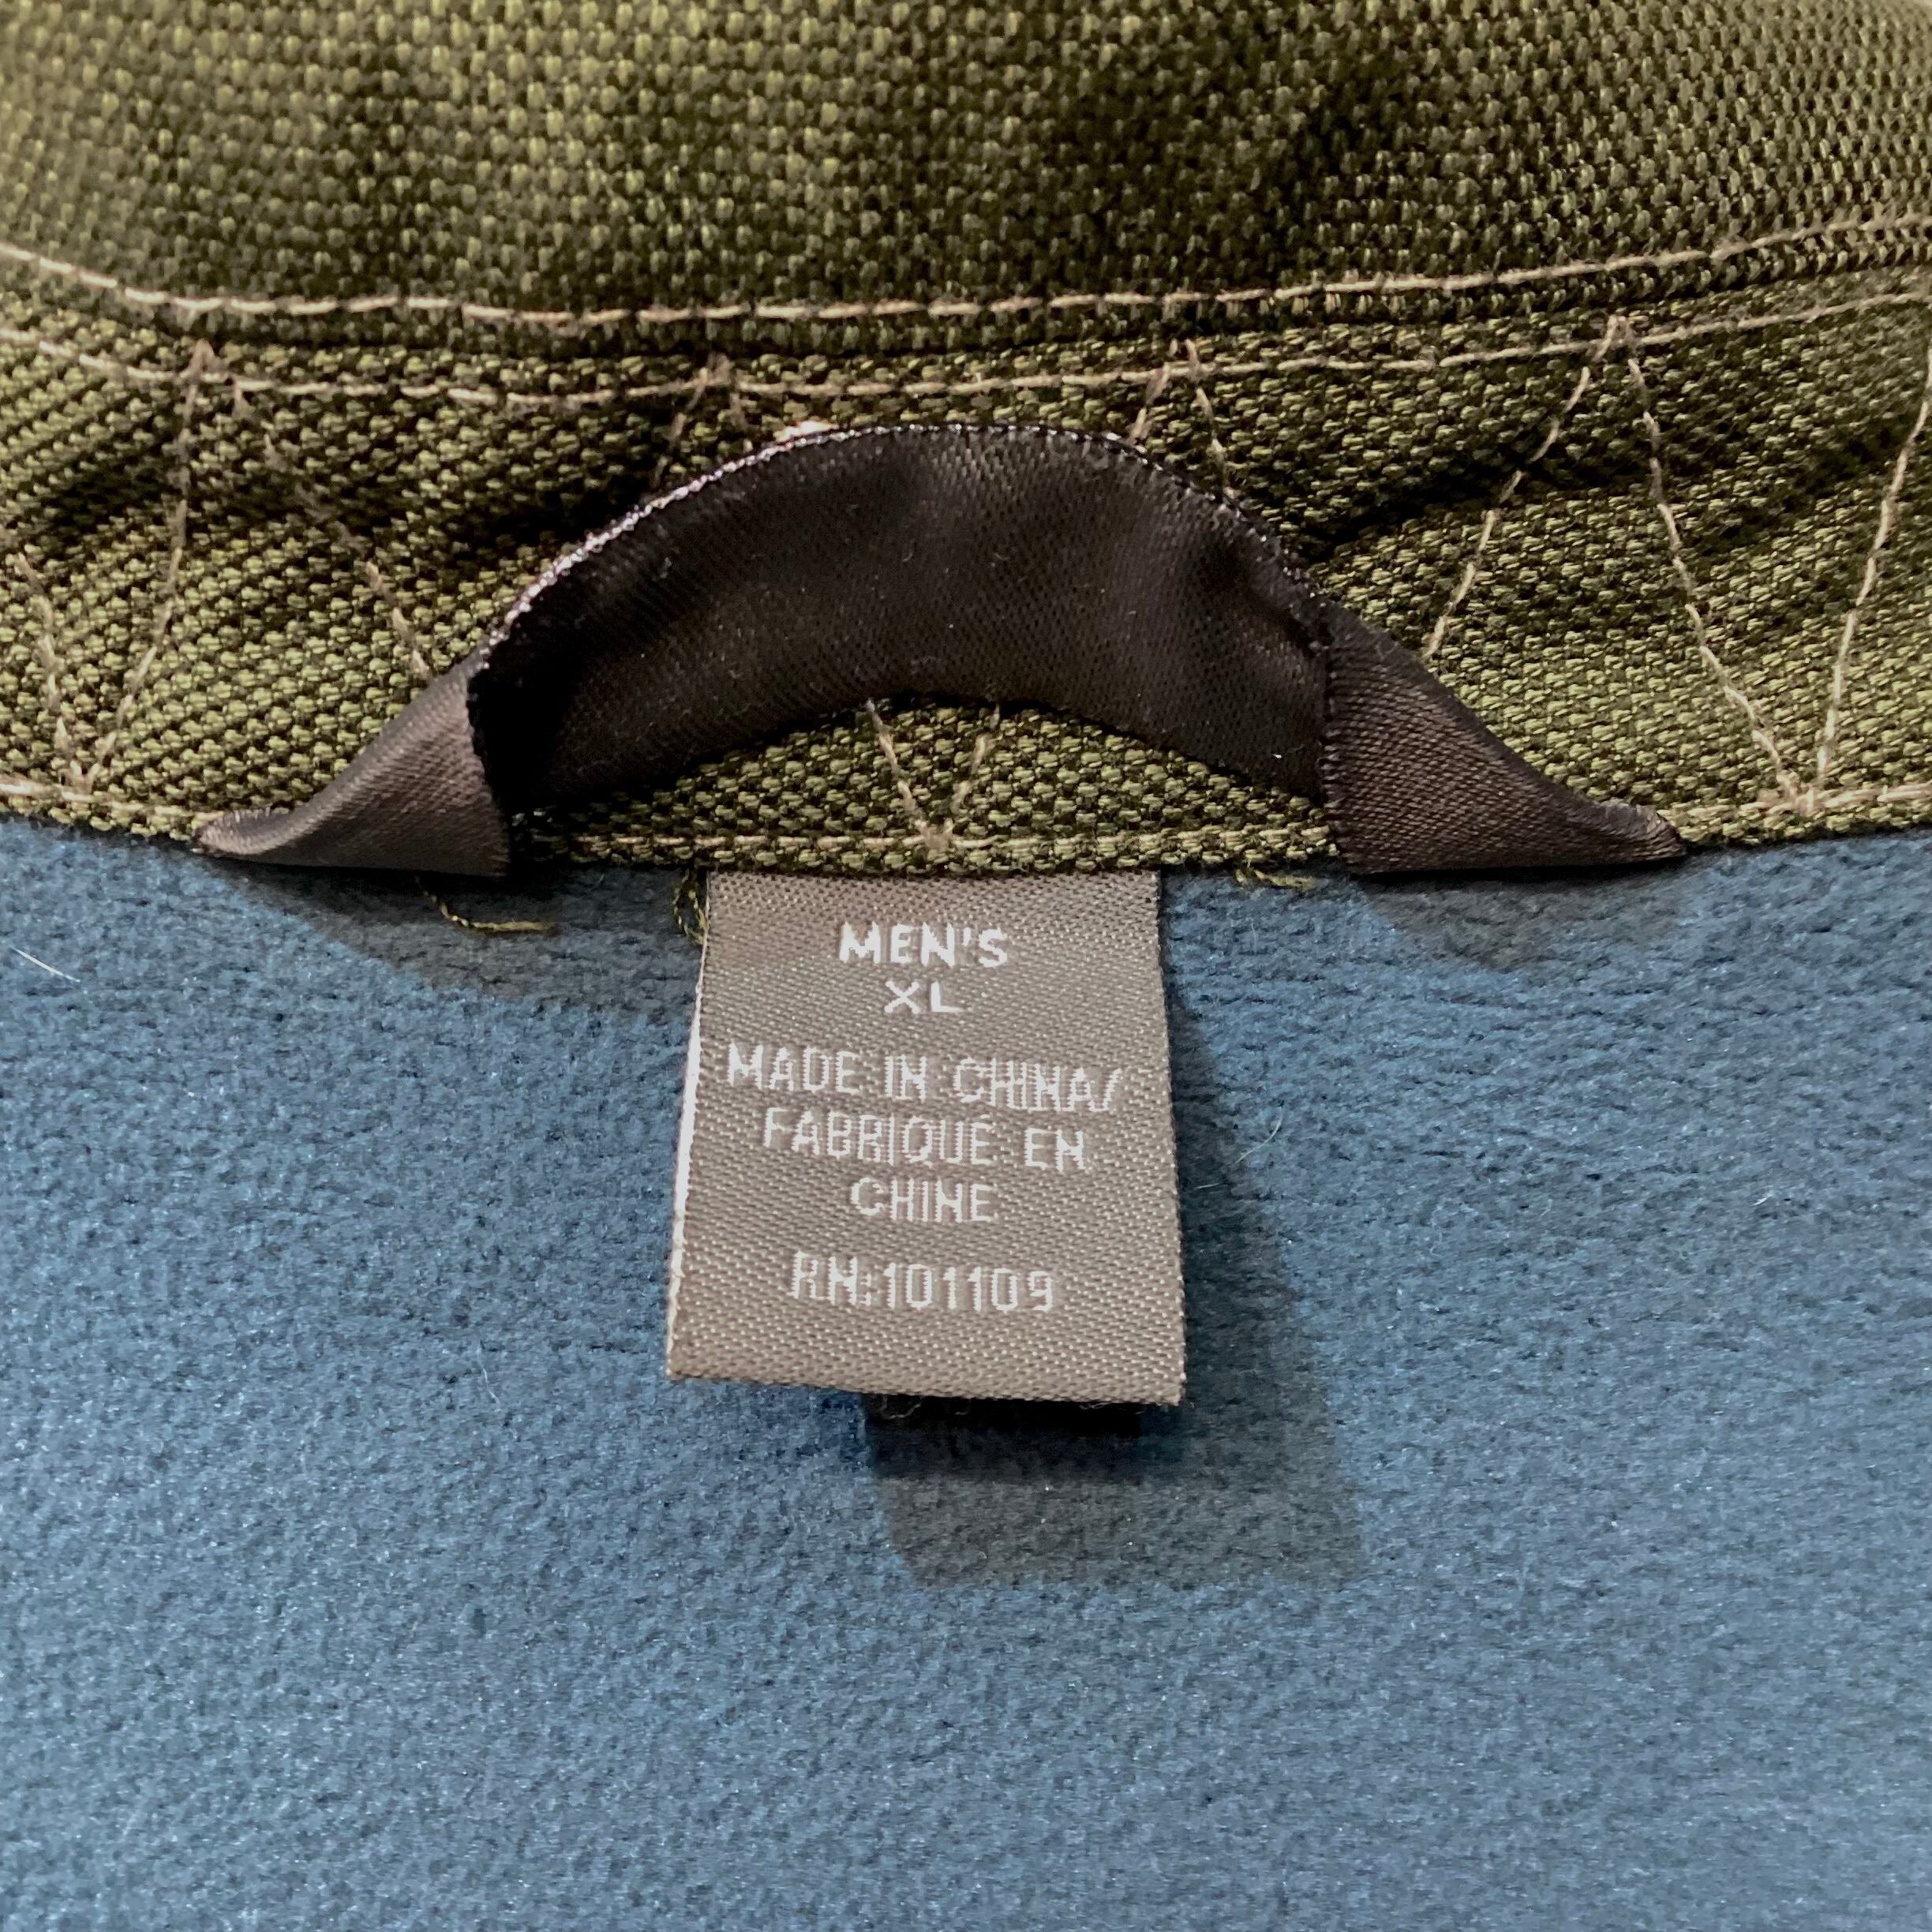 MEN'S
XL
MADE IN CHINA/
FABRIQUÉ EN
CHINE
RN:101109